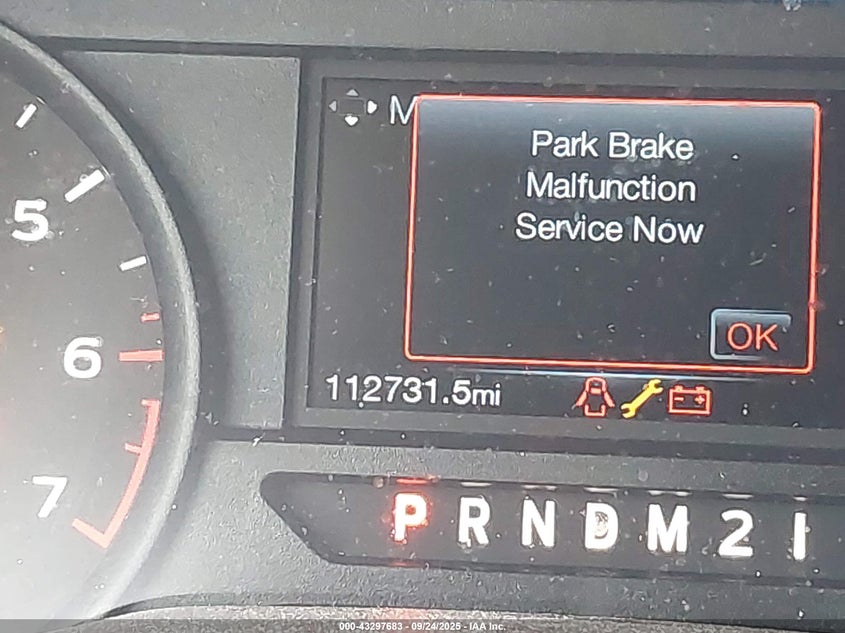 M
Park Brake
Malfunction
Service Now
OK
5
6
7
112731.5mi
P R N D M 2 1
000-43297683 - 09/24/2025 - IAA Inc.